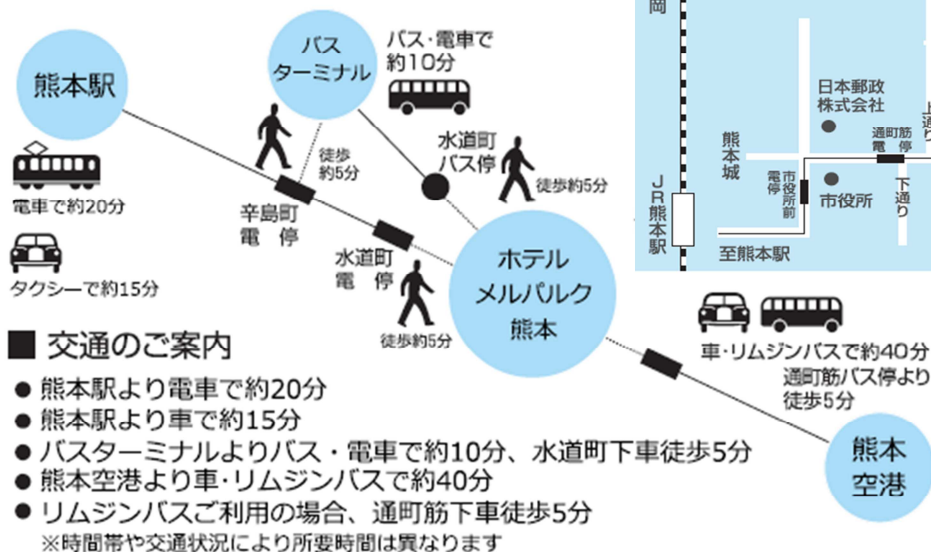 熊本駅
電車で約20分
タクシーで約15分
バス
ターミナル
バス・電車で
約10分
徒歩
約5分
辛島町
電　停
水道町
バス停
徒歩約5分
水道町
電　停
徒歩約5分
ホテル
メルパルク
熊本
車・リムジンバスで約40分
通町筋バス停より
徒歩5分
熊本
空港
岡
日本郵政
株式会社
熊本城
通町筋
電　停
上通り
市役所前
電停
市役所
下通り
JR熊本駅
至熊本駅
■ 交通のご案内
● 熊本駅より電車で約20分
● 熊本駅より車で約15分
● バスターミナルよりバス・電車で約10分、水道町下車徒歩5分
● 熊本空港より車・リムジンバスで約40分
● リムジンバスご利用の場合、通町筋下車徒歩5分
※時間帯や交通状況により所要時間は異なります